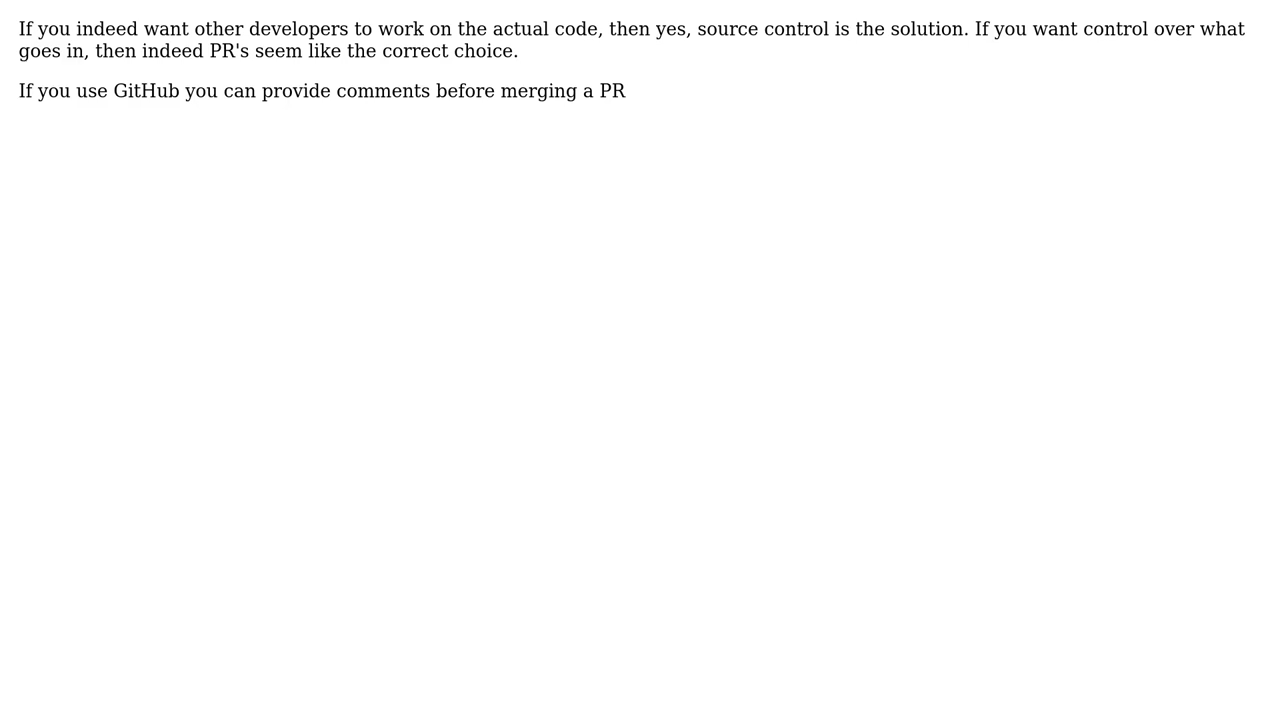 If you indeed want other developers to work on the actual code, then yes, source control is the solution. If you want control over what
goes in, then indeed PR's seem like the correct choice.
If you use GitHub you can provide comments before merging a PR